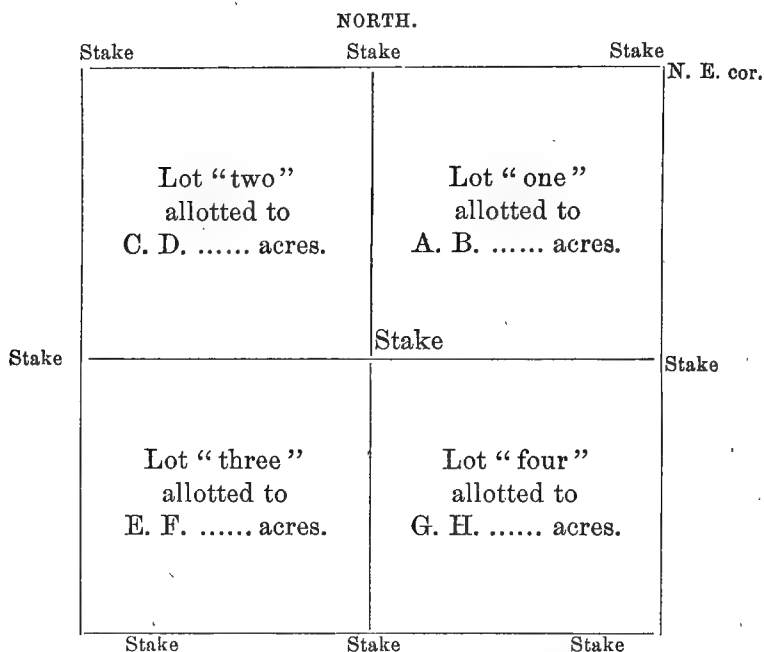 NORTH.
Stake Stake Stake
N. E. cor.
Lot “two”
allotted to
C. D. ...... acres.
Lot “one”
allotted to
A. B. ...... acres.
Stake
Stake
Stake
Lot “three”
allotted to
E. F. ...... acres.
Lot “four”
allotted to
G. H. ...... acres.
Stake Stake Stake